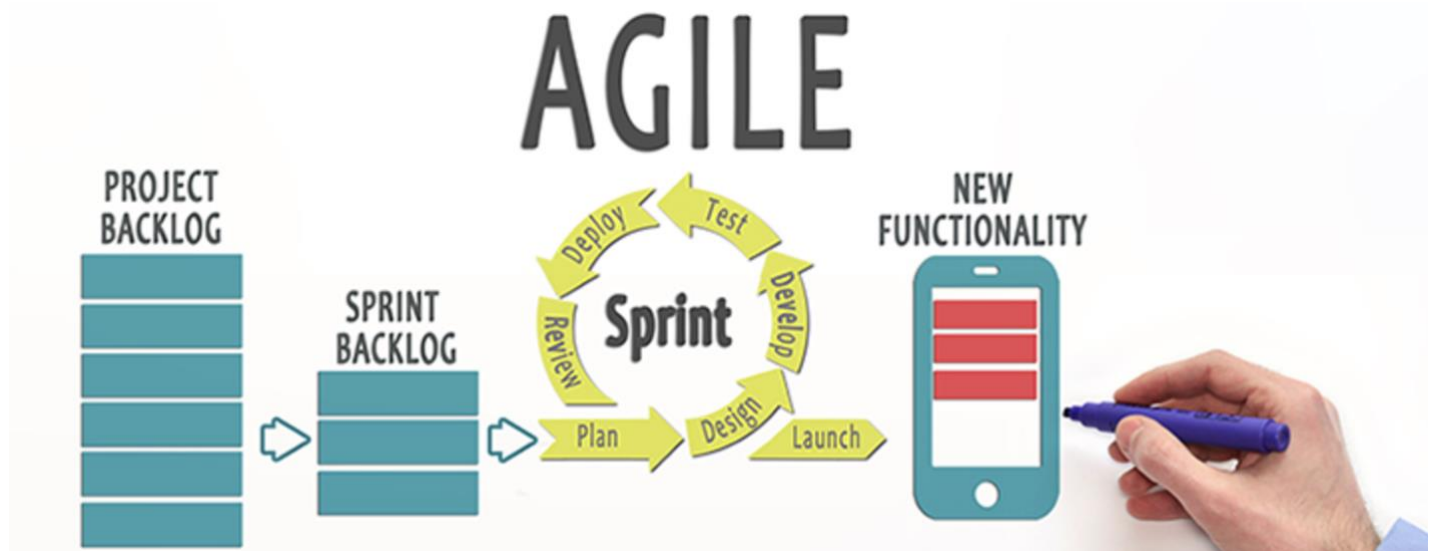 AGILE
PROJECT
BACKLOG
SPRINT
BACKLOG
Sprint
Plan
Design
Develop
Test
Deploy
Review
Launch
NEW
FUNCTIONALITY